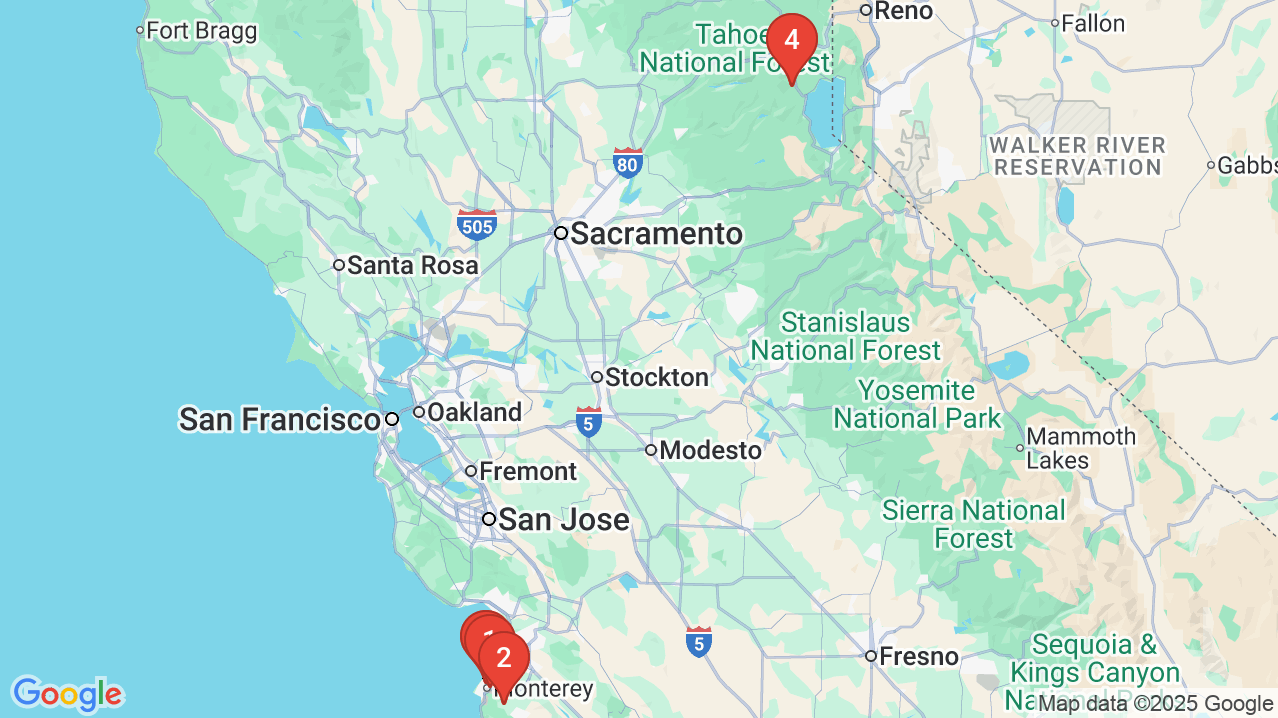 Reno
Fort Bragg
Fallon
Tahoe
National Forest
4
WALKER RIVER
RESERVATION
80
Gabbs
505
Sacramento
Santa Rosa
Stanislaus
National Forest
Stockton
Yosemite
National Park
San Francisco
Oakland
5
Mammoth
Lakes
Modesto
Fremont
Sierra National
Forest
San Jose
1
2
5
Fresno
Sequoia &
Kings Canyon
Monterey
Google
Map data ©2025 Google